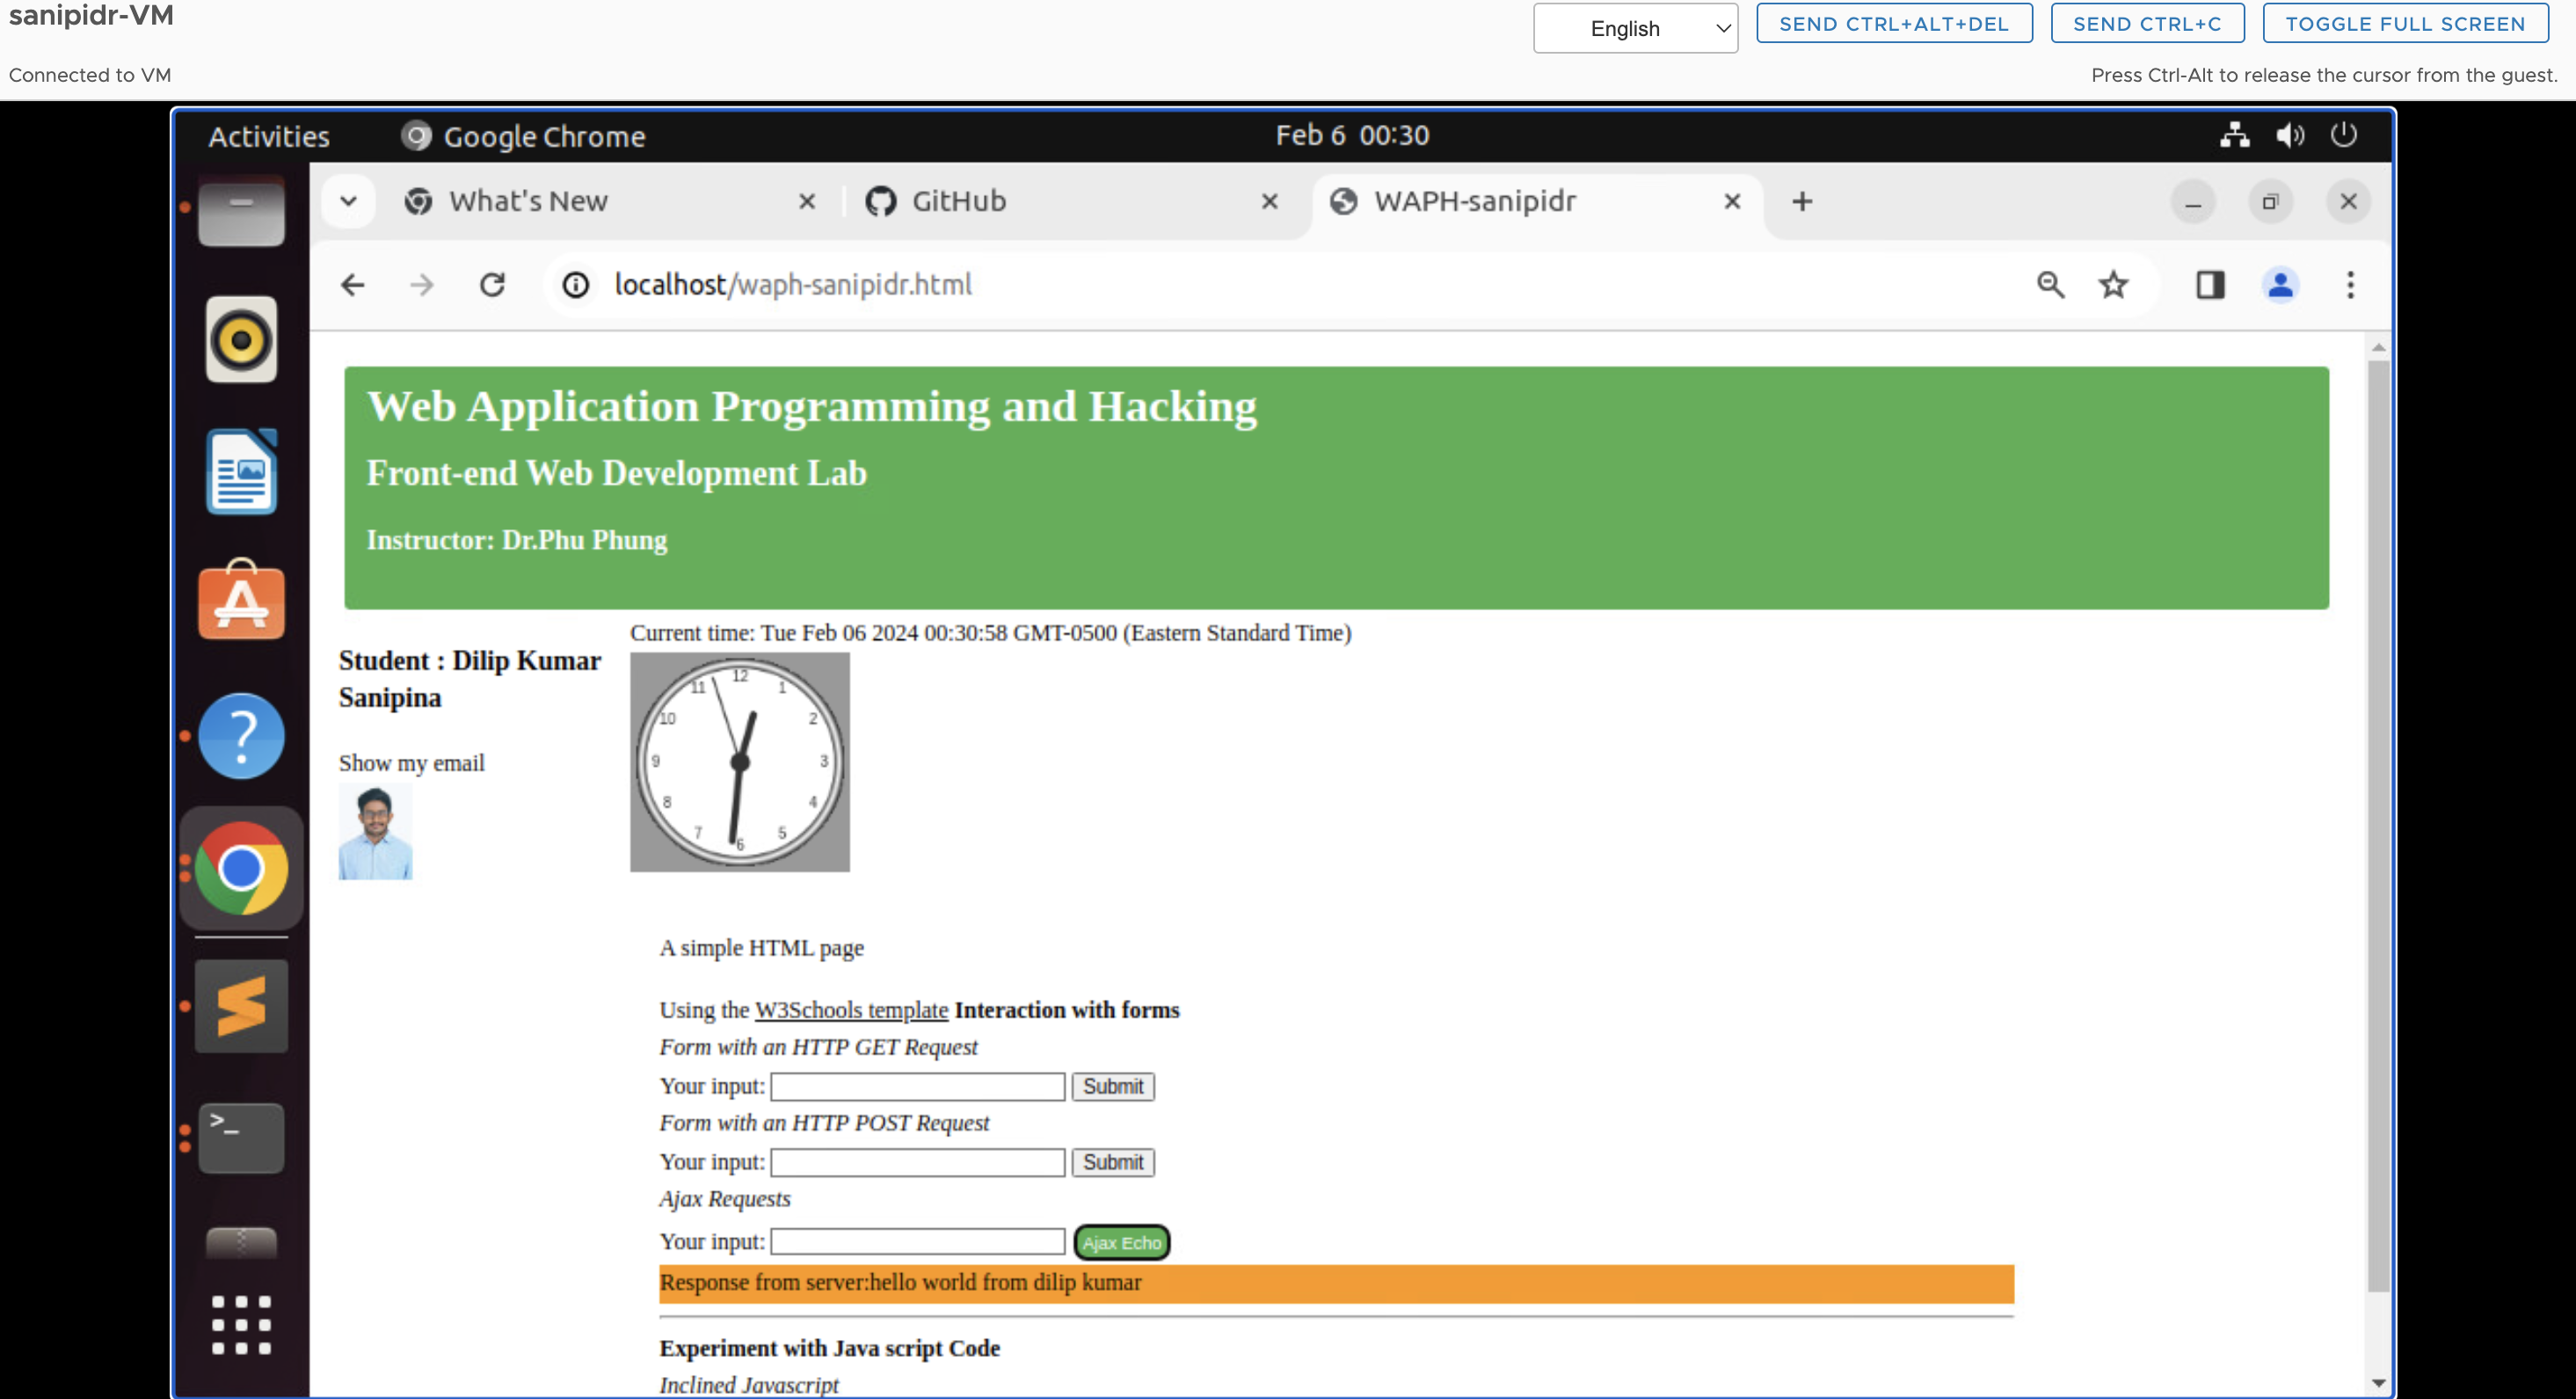 sanipidr-VM
English
SEND CTRL+ALT+DEL
SEND CTRL+C
TOGGLE FULL SCREEN
Connected to VM
Press Ctrl-Alt to release the cursor from the guest.
Activities
Google Chrome
Feb 6 00:30
What's New
GitHub
WAPH-sanipidr
localhost/waph-sanipidr.html
Web Application Programming and Hacking
Front-end Web Development Lab
Instructor: Dr.Phu Phung
Student : Dilip Kumar
Sanipina
Show my email
Current time: Tue Feb 06 2024 00:30:58 GMT-0500 (Eastern Standard Time)
12
1
2
3
4
5
6
7
8
9
10
11
A simple HTML page
Using the W3Schools template Interaction with forms
Form with an HTTP GET Request
Your input: Submit
Form with an HTTP POST Request
Your input: Submit
Ajax Requests
Your input: Ajax Echo
Response from server:hello world from dilip kumar
Experiment with Java script Code
Inclined Javascript